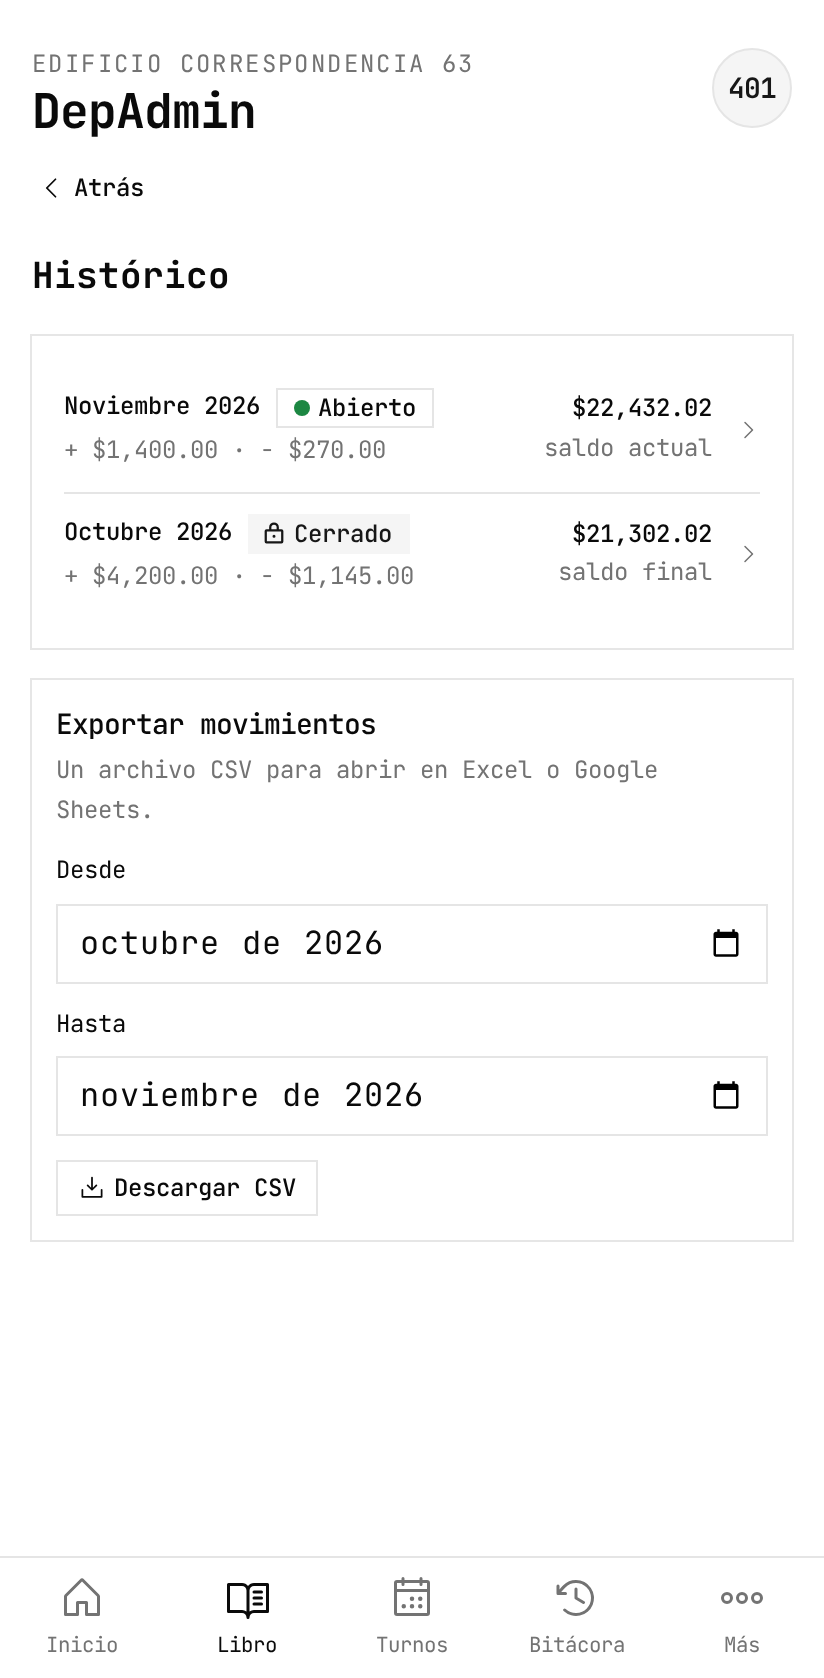 EDIFICIO CORRESPONDENCIA 63
DepAdmin
401
Atrás
Histórico
Noviembre 2026 Abierto $22,432.02
+ $1,400.00 · - $270.00 saldo actual
Octubre 2026 Cerrado $21,302.02
+ $4,200.00 · - $1,145.00 saldo final
Exportar movimientos
Un archivo CSV para abrir en Excel o Google
Sheets.
Desde
octubre de 2026
Hasta
noviembre de 2026
Descargar CSV
Inicio Libro Turnos Bitácora Más